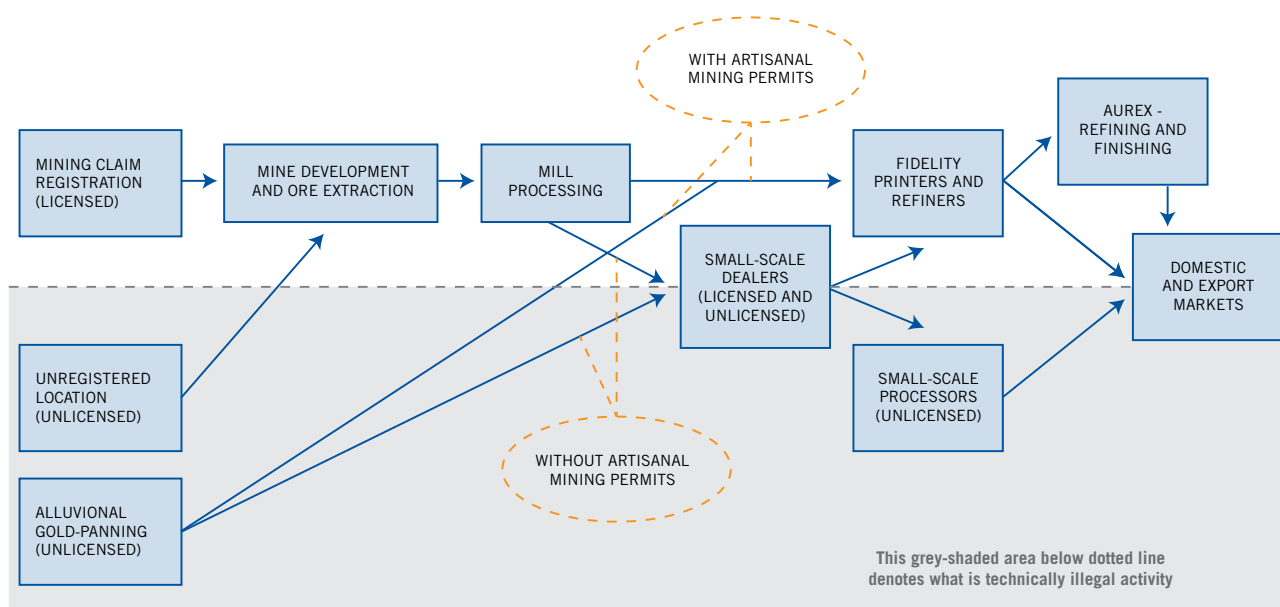 WITH ARTISANAL
MINING PERMITS
AUREX -
REFINING AND
FINISHING
MINING CLAIM
REGISTRATION
(LICENSED)
MINE DEVELOPMENT
AND ORE EXTRACTION
MILL
PROCESSING
FIDELITY
PRINTERS AND
REFINERS
SMALL-SCALE
DEALERS
(LICENSED AND
UNLICENSED)
DOMESTIC
AND EXPORT
MARKETS
UNREGISTERED
LOCATION
(UNLICENSED)
SMALL-SCALE
PROCESSORS
(UNLICENSED)
WITHOUT ARTISANAL
MINING PERMITS
ALLUVIONAL
GOLD-PANNING
(UNLICENSED)
This grey-shaded area below dotted line
denotes what is technically illegal activity